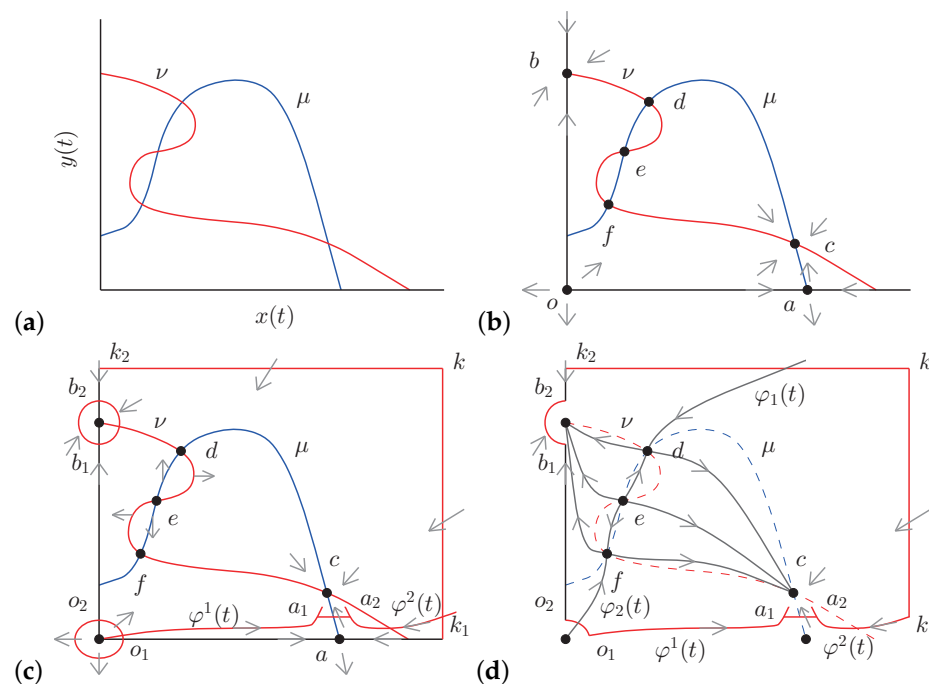 y(t)
ν
μ
(a)
x(t)
b
ν
d
μ
e
f
c
(b)
o
a
k₂
k
b₂
ν
d
μ
b₁
e
f
c
o₂
a₁
a₂
φ¹(t)
φ²(t)
k₁
(c)
o₁
a
k₂
k
b₂
φ₁(t)
ν
d
μ
b₁
e
f
c
o₂
φ₂(t)
a₁
a₂
k
(d)
o₁
φ¹(t)
φ²(t)